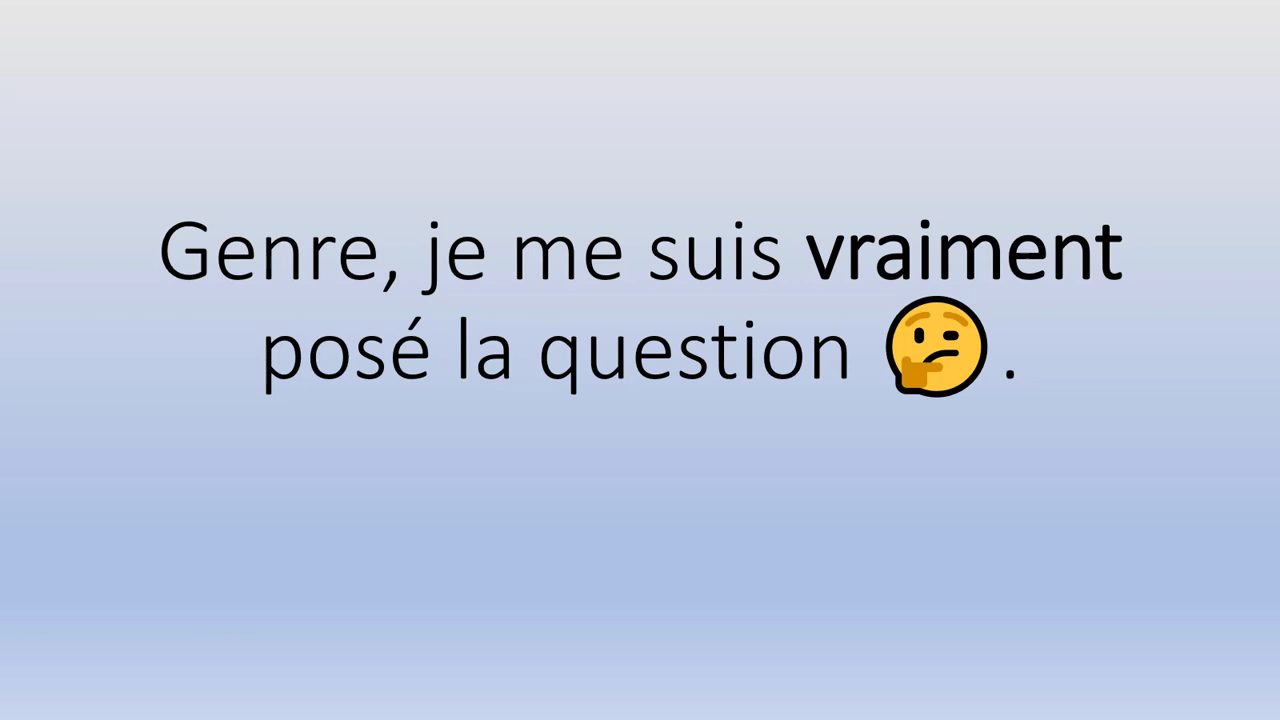 Genre, je me suis vraiment
posé la question 🤔.